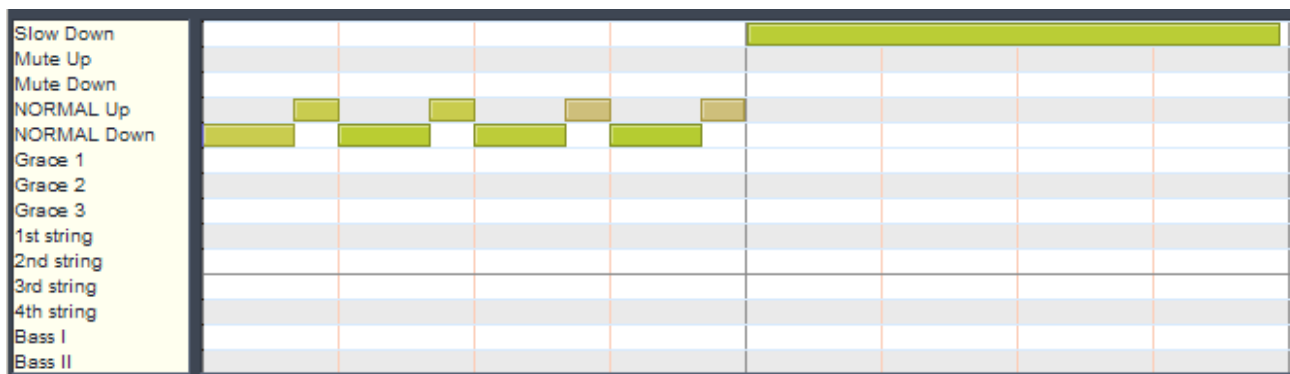 Slow Down
Mute Up
Mute Down
NORMAL Up
NORMAL Down
Grace 1
Grace 2
Grace 3
1st string
2nd string
3rd string
4th string
Bass I
Bass II